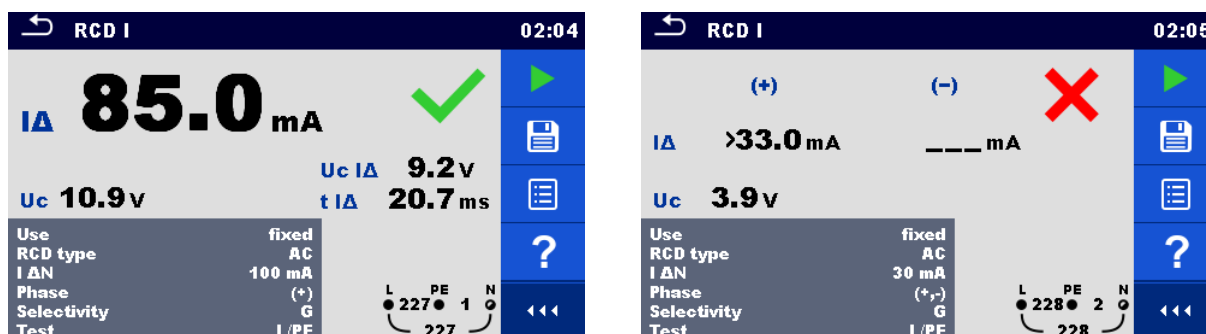 RCD I 02:04
IΔ 85.0 mA
Uc IΔ 9.2 V
Uc 10.9 V t IΔ 20.7 ms
Use fixed
RCD type AC
I ΔN 100 mA
Phase (+)
Selectivity G
Test L/PE
L PE N
227 1
227
?
RCD I 02:05
(+) (−)
IΔ >33.0 mA ___ mA
Uc 3.9 V
Use fixed
RCD type AC
I ΔN 30 mA
Phase (+,-)
Selectivity G
Test L/PE
L PE N
228 2
228
?